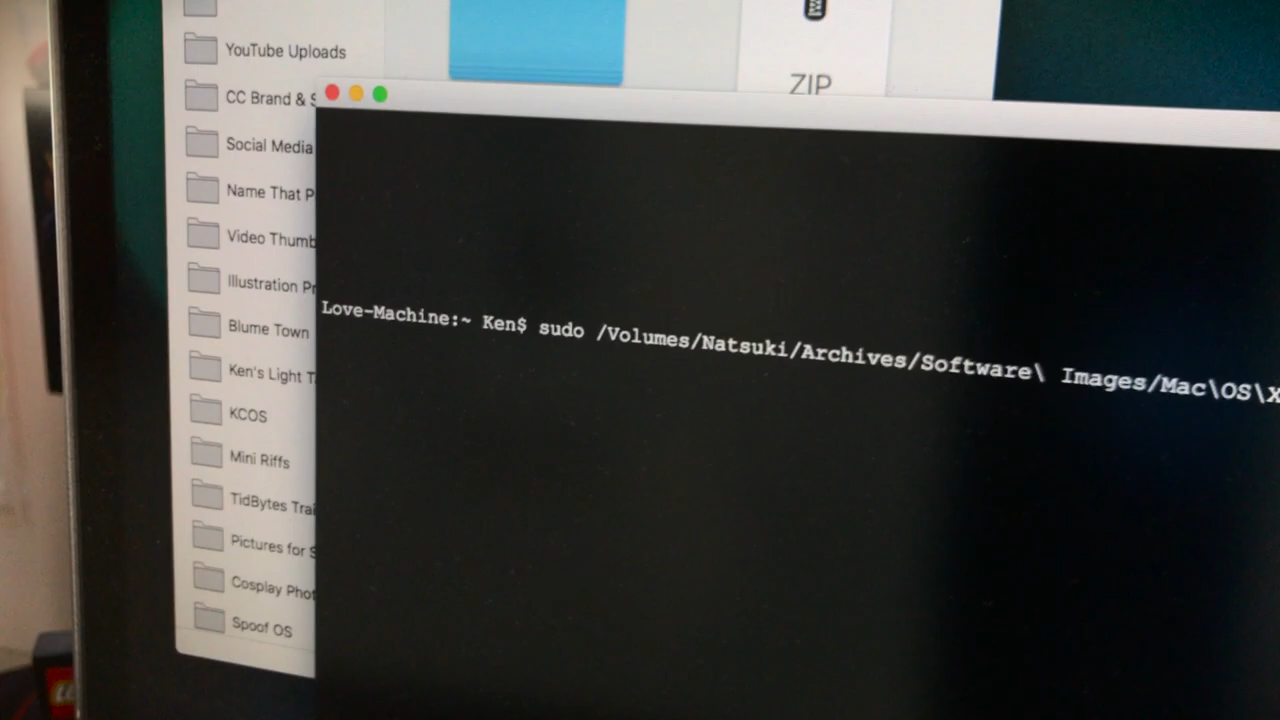 YouTube Uploads
ZIP
CC Brand & S
Social Media
Name That P
Video Thumb
Illustration Pr
Love-Machine:~ Ken$ sudo /Volumes/Natsuki/Archives/Software\ Images/Mac\OS\X
Blume Town
Ken's Light T
KCOS
Mini Riffs
TidBytes Trai
Pictures for S
Cosplay Phot
Spoof OS